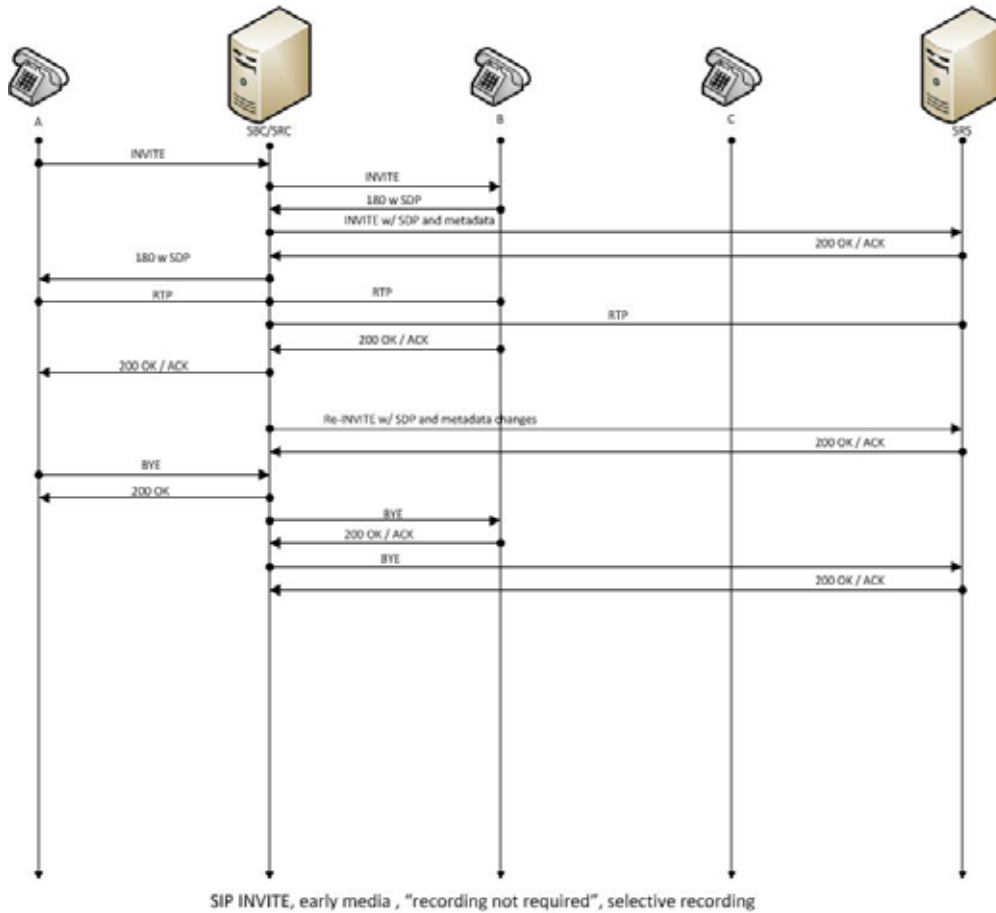 A
SBC/SRC
B
C
SRS
INVITE
INVITE
180 w SDP
INVITE w/ SDP and metadata
200 OK / ACK
180 w SDP
RTP
RTP
RTP
200 OK / ACK
200 OK / ACK
Re-INVITE w/ SDP and metadata changes
200 OK / ACK
BYE
200 OK
BYE
200 OK / ACK
BYE
200 OK / ACK
SIP INVITE, early media , “recording not required”, selective recording